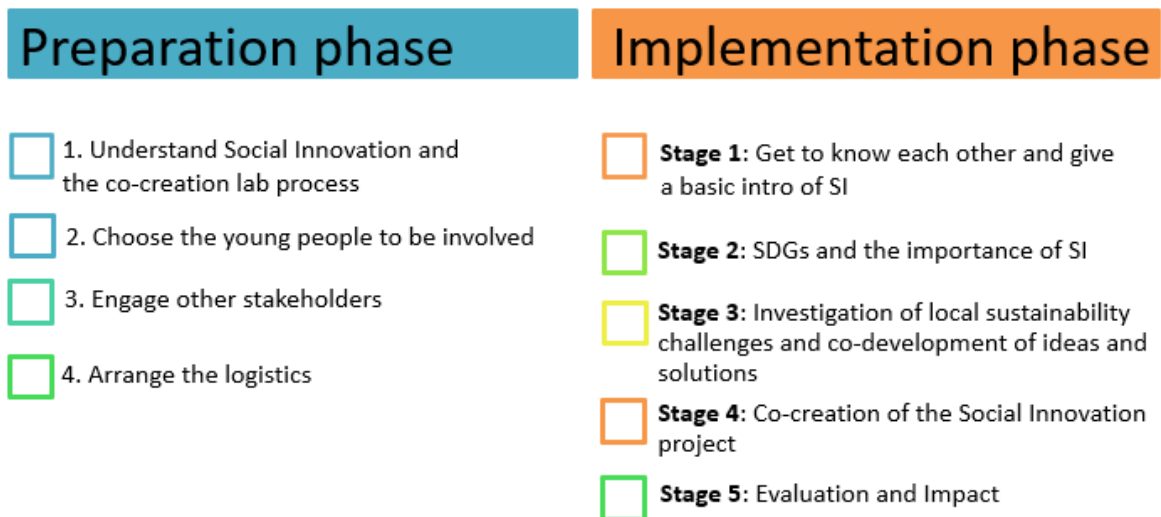 Preparation phase
1. Understand Social Innovation and
the co-creation lab process
2. Choose the young people to be involved
3. Engage other stakeholders
4. Arrange the logistics
Implementation phase
Stage 1: Get to know each other and give
a basic intro of SI
Stage 2: SDGs and the importance of SI
Stage 3: Investigation of local sustainability
challenges and co-development of ideas and
solutions
Stage 4: Co-creation of the Social Innovation
project
Stage 5: Evaluation and Impact